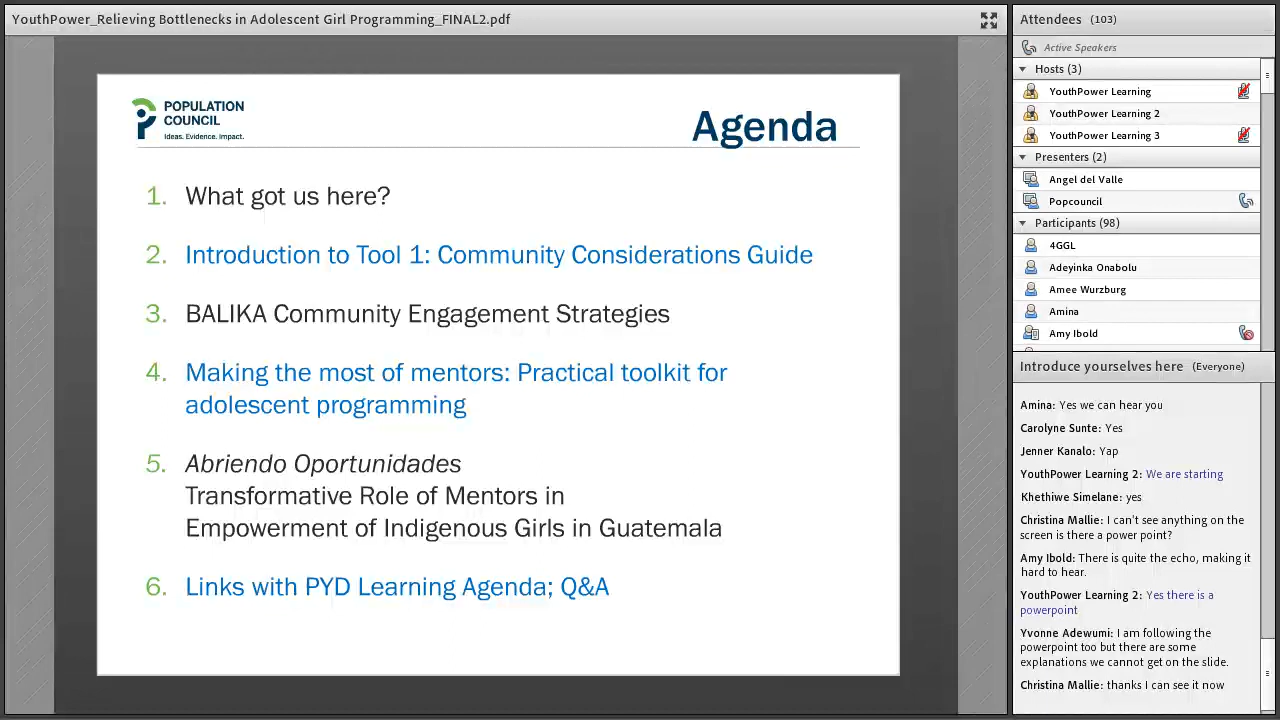 YouthPower_Relieving Bottlenecks in Adolescent Girl Programming_FINAL2.pdf
POPULATION
COUNCIL
Ideas. Evidence. Impact.
Agenda
1. What got us here?
2. Introduction to Tool 1: Community Considerations Guide
3. BALIKA Community Engagement Strategies
4. Making the most of mentors: Practical toolkit for
adolescent programming
5. Abriendo Oportunidades
Transformative Role of Mentors in
Empowerment of Indigenous Girls in Guatemala
6. Links with PYD Learning Agenda; Q&A
Attendees (103)
Active Speakers
Hosts (3)
YouthPower Learning
YouthPower Learning 2
YouthPower Learning 3
Presenters (2)
Angel del Valle
Popcouncil
Participants (98)
4GGL
Adeyinka Onabolu
Amee Wurzburg
Amina
Amy Ibold
Introduce yourselves here (Everyone)
Amina: Yes we can hear you
Carolyne Sunte: Yes
Jenner Kanalo: Yap
YouthPower Learning 2: We are starting
Khethiwe Simelane: yes
Christina Mallie: I can't see anything on the
screen is there a power point?
Amy Ibold: There is quite the echo, making it
hard to hear.
YouthPower Learning 2: Yes there is a
powerpoint
Yvonne Adewumi: I am following the
powerpoint too but there are some
explanations we cannot get on the slide.
Christina Mallie: thanks I can see it now